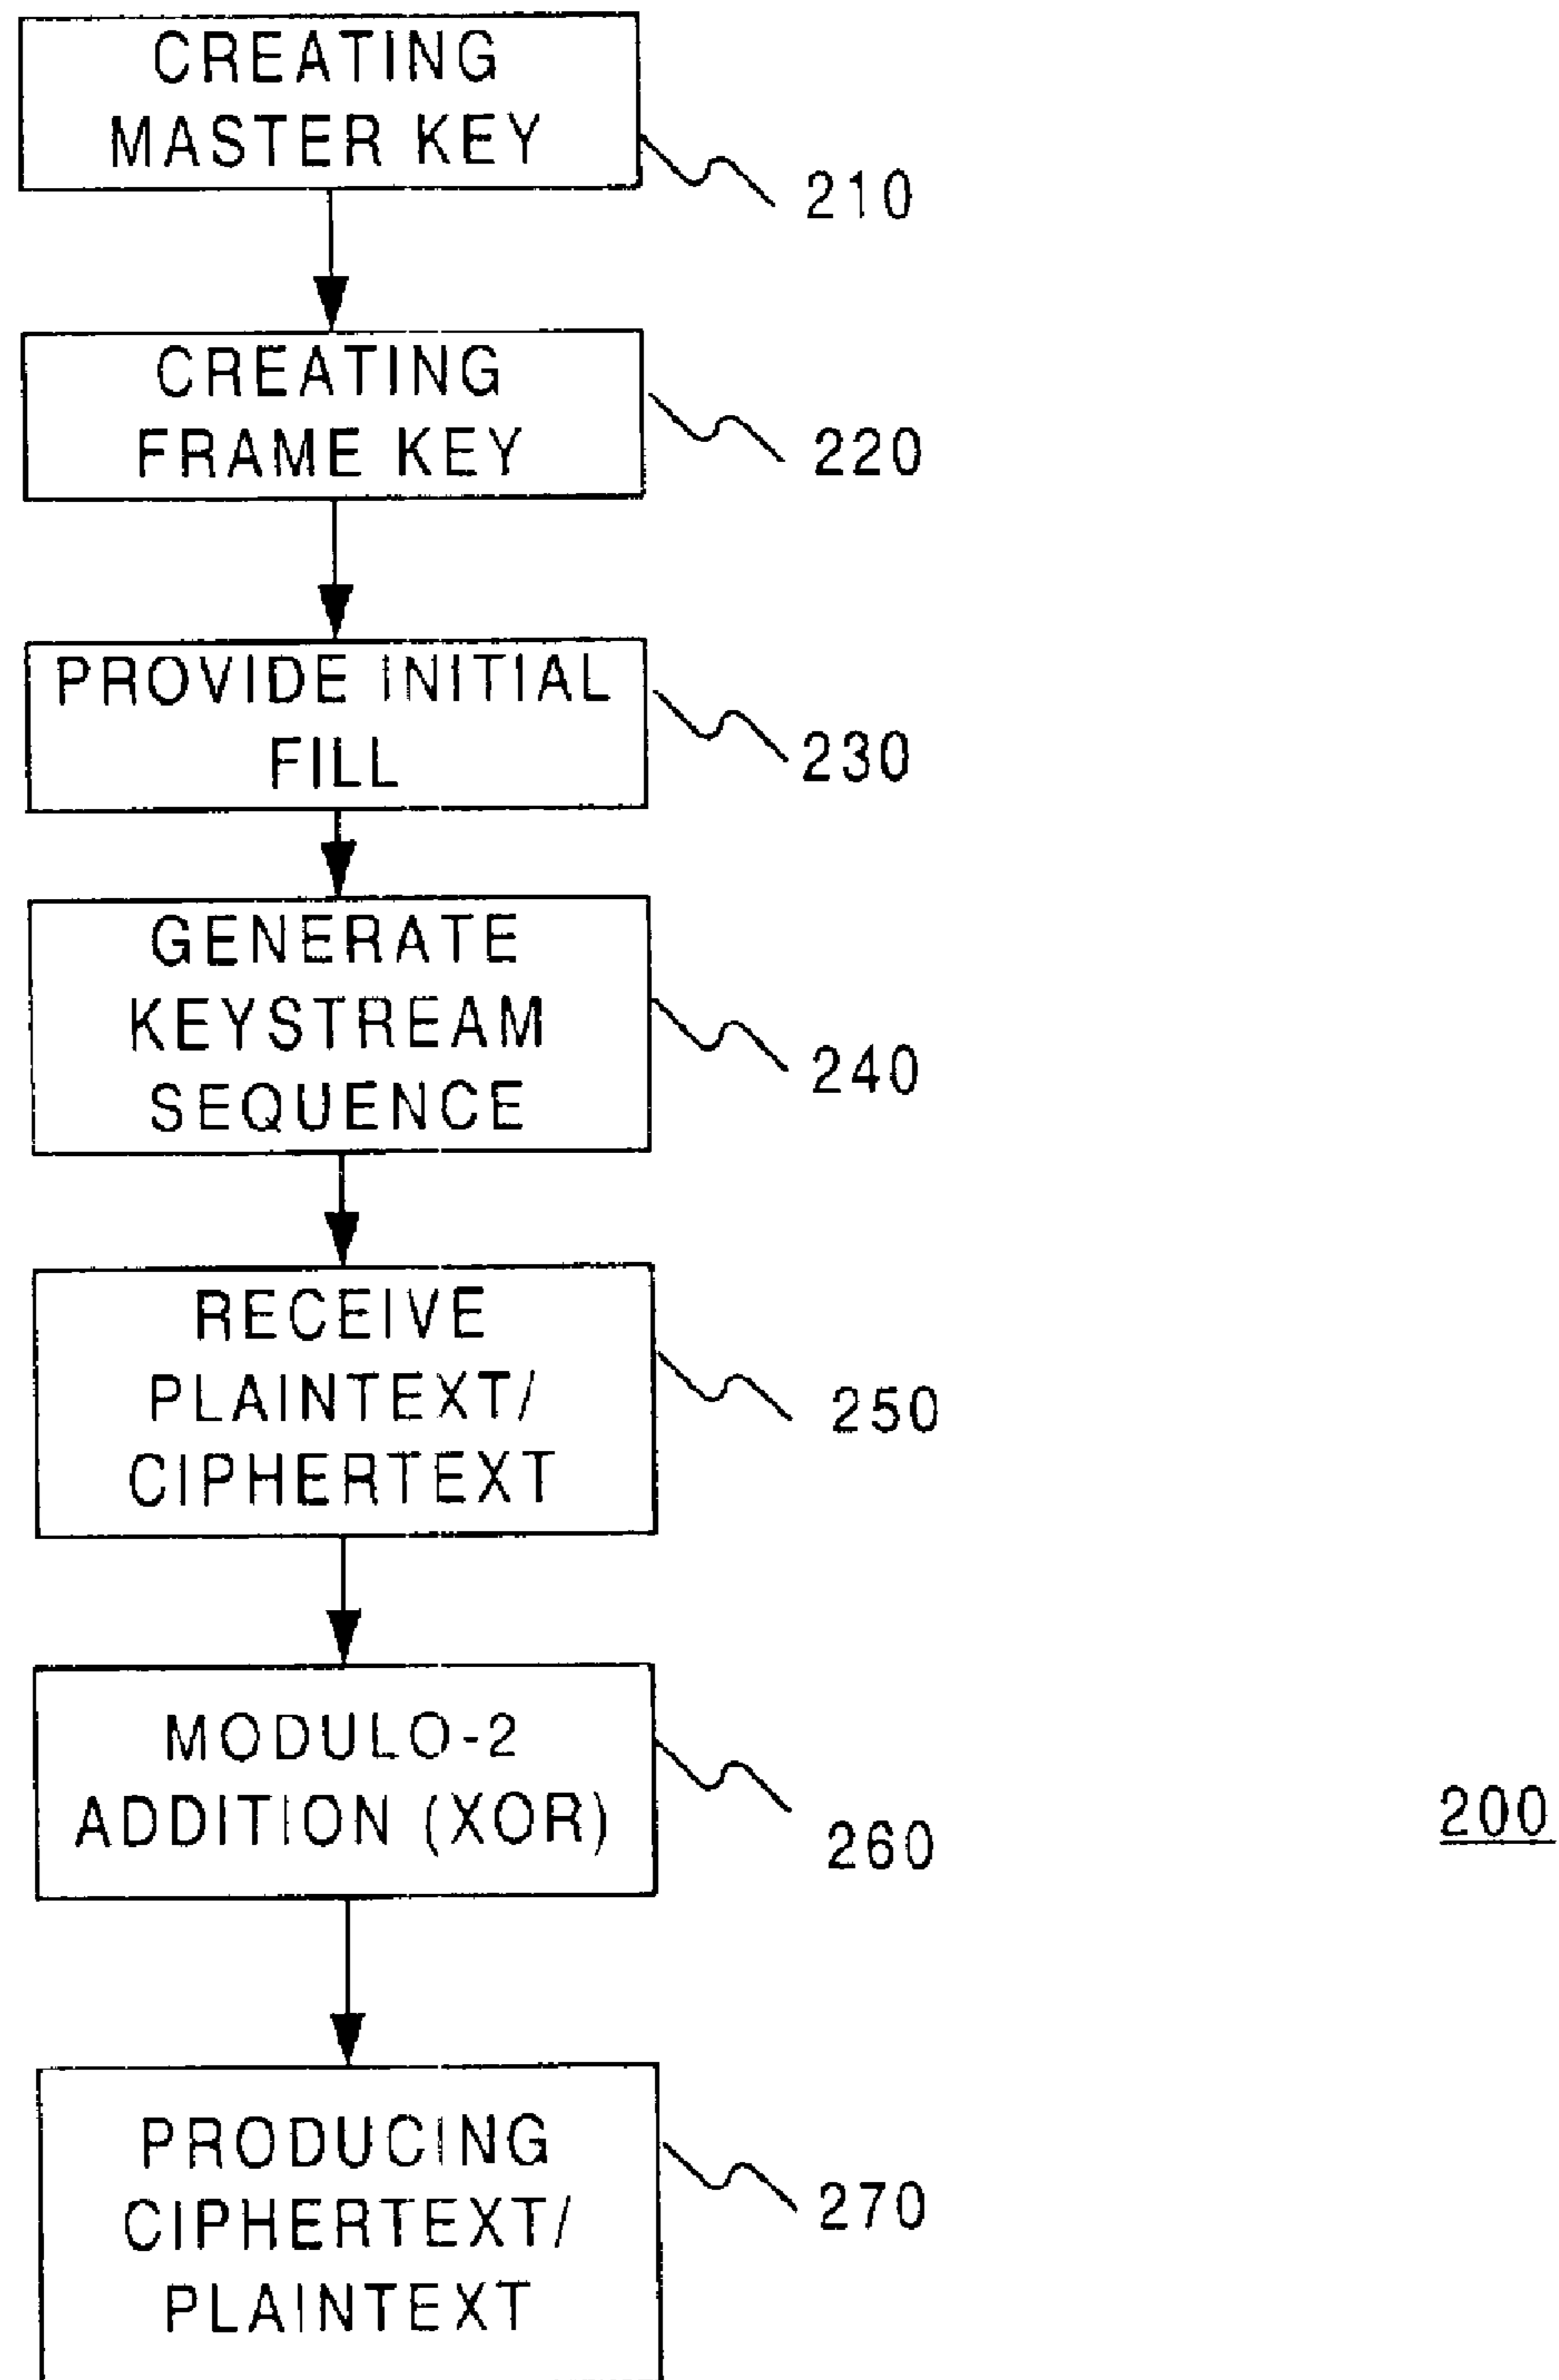 CREATING
MASTER KEY
210
CREATING
FRAME KEY
220
PROVIDE INITIAL
FILL
230
GENERATE
KEYSTREAM
SEQUENCE
240
RECEIVE
PLAINTEXT/
CIPHERTEXT
250
MODULO-2
ADDITION (XOR)
260
200
PRODUCING
CIPHERTEXT/
PLAINTEXT
270